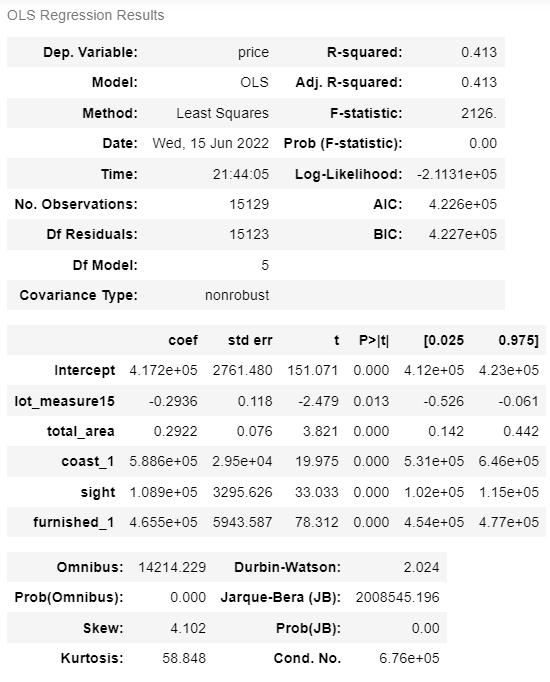 OLS Regression Results
Dep. Variable: price R-squared: 0.413
Model: OLS Adj. R-squared: 0.413
Method: Least Squares F-statistic: 2126.
Date: Wed, 15 Jun 2022 Prob (F-statistic): 0.00
Time: 21:44:05 Log-Likelihood: -2.1131e+05
No. Observations: 15129 AIC: 4.226e+05
Df Residuals: 15123 BIC: 4.227e+05
Df Model: 5
Covariance Type: nonrobust
coef std err t P>|t| [0.025 0.975]
Intercept 4.172e+05 2761.480 151.071 0.000 4.12e+05 4.23e+05
lot_measure15 -0.2936 0.118 -2.479 0.013 -0.526 -0.061
total_area 0.2922 0.076 3.821 0.000 0.142 0.442
coast_1 5.886e+05 2.95e+04 19.975 0.000 5.31e+05 6.46e+05
sight 1.089e+05 3295.626 33.033 0.000 1.02e+05 1.15e+05
furnished_1 4.655e+05 5943.587 78.312 0.000 4.54e+05 4.77e+05
Omnibus: 14214.229 Durbin-Watson: 2.024
Prob(Omnibus): 0.000 Jarque-Bera (JB): 2008545.196
Skew: 4.102 Prob(JB): 0.00
Kurtosis: 58.848 Cond. No. 6.76e+05